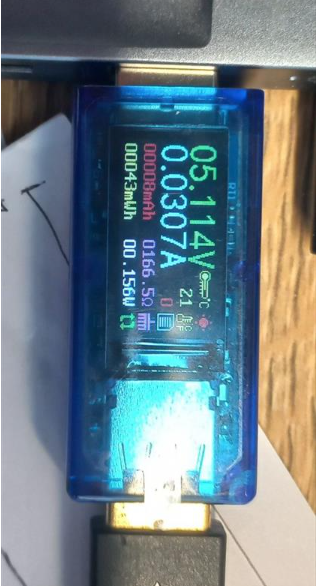 05.114V
0.0307A
00008mAh 0166.5Ω
00043mWh 00.156W
°C
21 °C °F
0
T